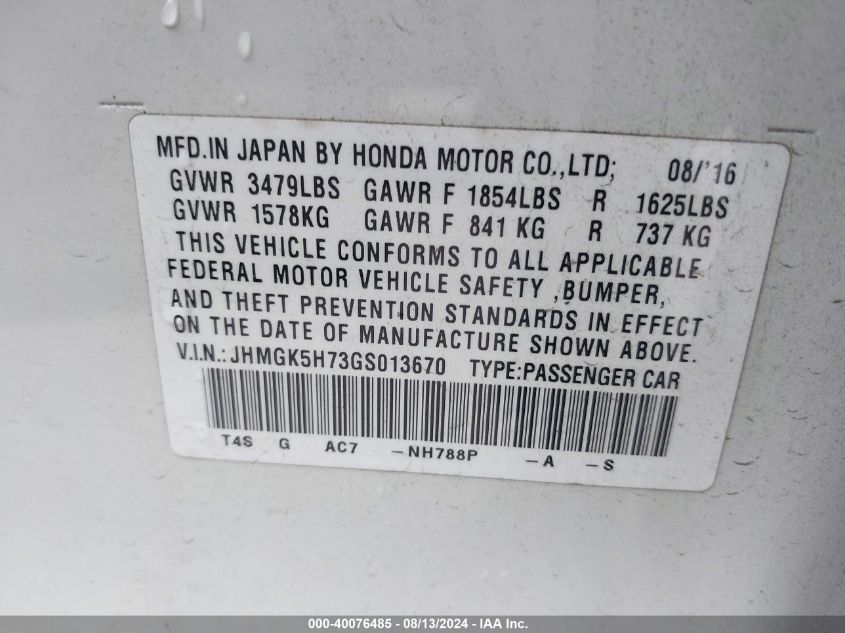 MFD.IN JAPAN BY HONDA MOTOR CO.,LTD; 08/'16
GVWR 3479LBS GAWR F 1854LBS R 1625LBS
GVWR 1578KG GAWR F 841 KG R 737 KG
THIS VEHICLE CONFORMS TO ALL APPLICABLE
FEDERAL MOTOR VEHICLE SAFETY ,BUMPER,
AND THEFT PREVENTION STANDARDS IN EFFECT
ON THE DATE OF MANUFACTURE SHOWN ABOVE.
V.I.N.: JHMGK5H73GS013670 TYPE:PASSENGER CAR
T4S G AC7 -NH788P -A -S
000-40076485 - 08/13/2024 - IAA Inc.